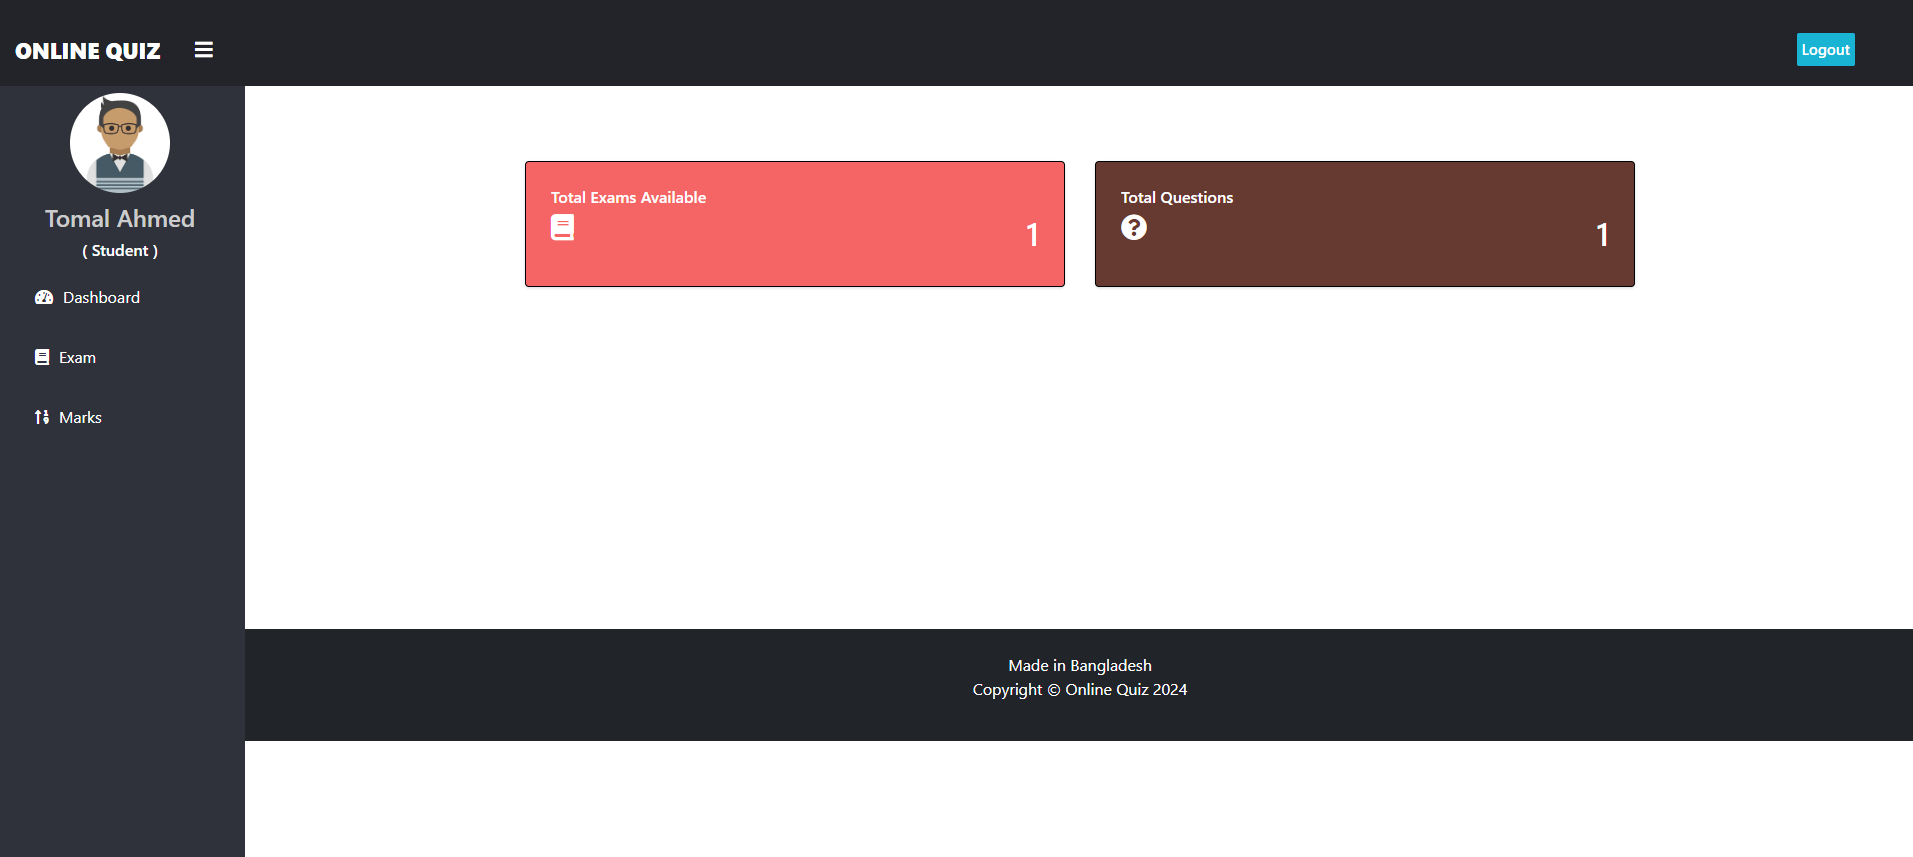 ONLINE QUIZ
Logout
Tomal Ahmed
( Student )
Dashboard
Exam
Marks
Total Exams Available
1
Total Questions
1
Made in Bangladesh
Copyright © Online Quiz 2024